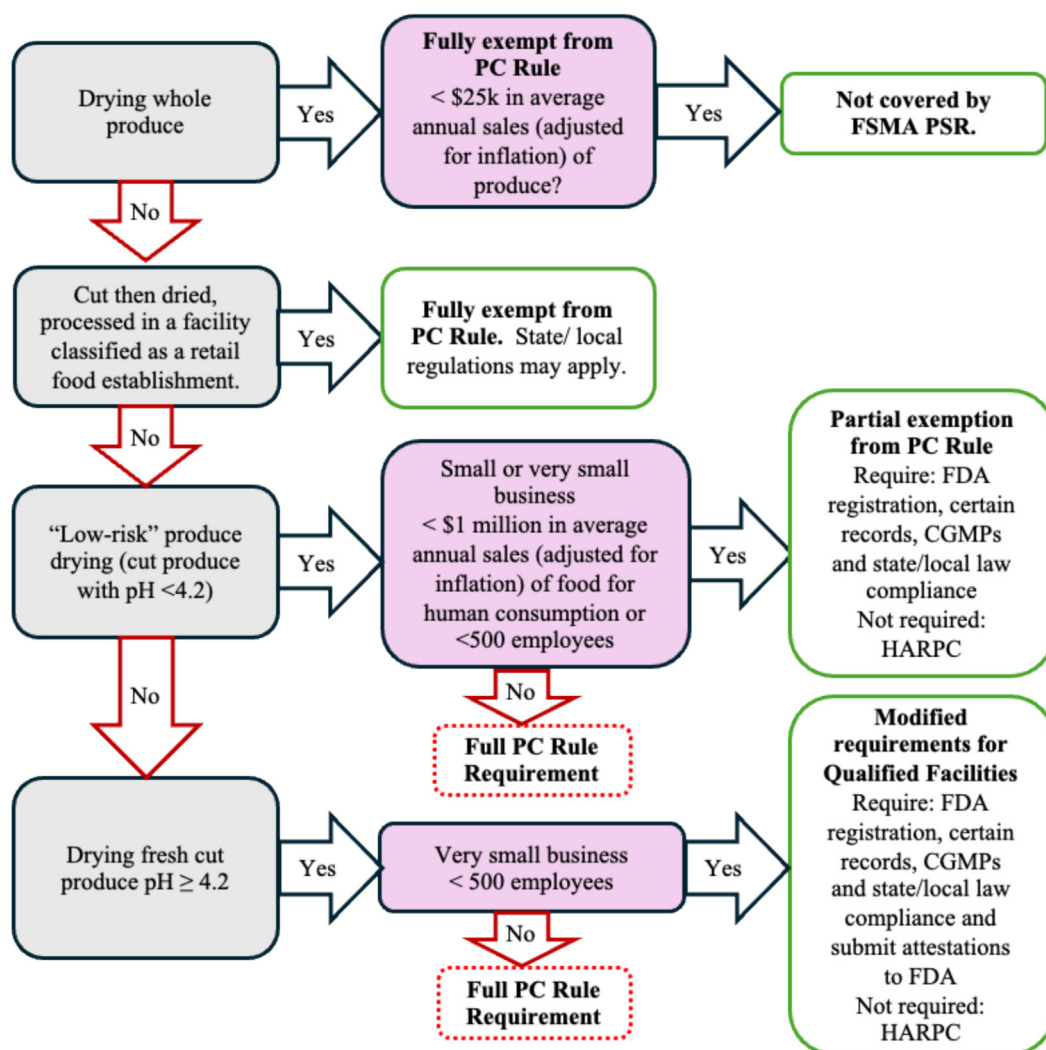 Drying whole
produce
Yes
Fully exempt from
PC Rule
< $25k in average
annual sales (adjusted
for inflation) of
produce?
Yes
Not covered by
FSMA PSR.
No
Cut then dried,
processed in a facility
classified as a retail
food establishment.
Yes
Fully exempt from
PC Rule. State/ local
regulations may apply.
No
“Low-risk” produce
drying (cut produce
with pH <4.2)
Yes
Small or very small
business
< $1 million in average
annual sales (adjusted for
inflation) of food for
human consumption or
<500 employees
Yes
Partial exemption
from PC Rule
Require: FDA
registration, certain
records, CGMPs
and state/local law
compliance
Not required:
HARPC
No
Full PC Rule
Requirement
No
Drying fresh cut
produce pH ≥ 4.2
Yes
Very small business
< 500 employees
Yes
Modified
requirements for
Qualified Facilities
Require: FDA
registration, certain
records, CGMPs
and state/local law
compliance and
submit attestations
to FDA
Not required:
HARPC
No
Full PC Rule
Requirement